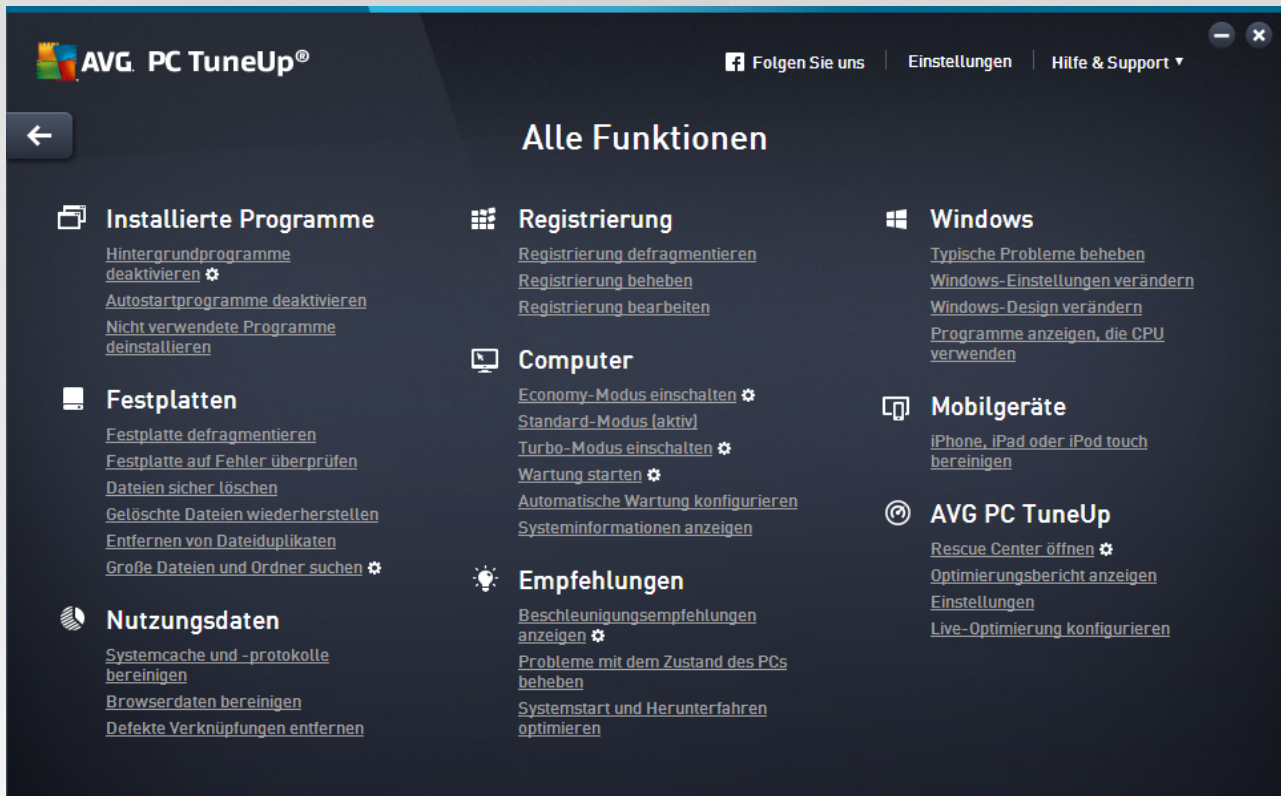 AVG PC TuneUp®
Folgen Sie uns
Einstellungen
Hilfe & Support
Alle Funktionen
Installierte Programme
Hintergrundprogramme
deaktivieren
Autostartprogramme deaktivieren
Nicht verwendete Programme
deinstallieren
Festplatten
Festplatte defragmentieren
Festplatte auf Fehler überprüfen
Dateien sicher löschen
Gelöschte Dateien wiederherstellen
Entfernen von Dateiduplikaten
Große Dateien und Ordner suchen
Nutzungsdaten
Systemcache und -protokolle
bereinigen
Browserdaten bereinigen
Defekte Verknüpfungen entfernen
Registrierung
Registrierung defragmentieren
Registrierung beheben
Registrierung bearbeiten
Computer
Economy-Modus einschalten
Standard-Modus (aktiv)
Turbo-Modus einschalten
Wartung starten
Automatische Wartung konfigurieren
Systeminformationen anzeigen
Empfehlungen
Beschleunigungsempfehlungen
anzeigen
Probleme mit dem Zustand des PCs
beheben
Systemstart und Herunterfahren
optimieren
Windows
Typische Probleme beheben
Windows-Einstellungen verändern
Windows-Design verändern
Programme anzeigen, die CPU
verwenden
Mobilgeräte
iPhone, iPad oder iPod touch
bereinigen
AVG PC TuneUp
Rescue Center öffnen
Optimierungsbericht anzeigen
Einstellungen
Live-Optimierung konfigurieren